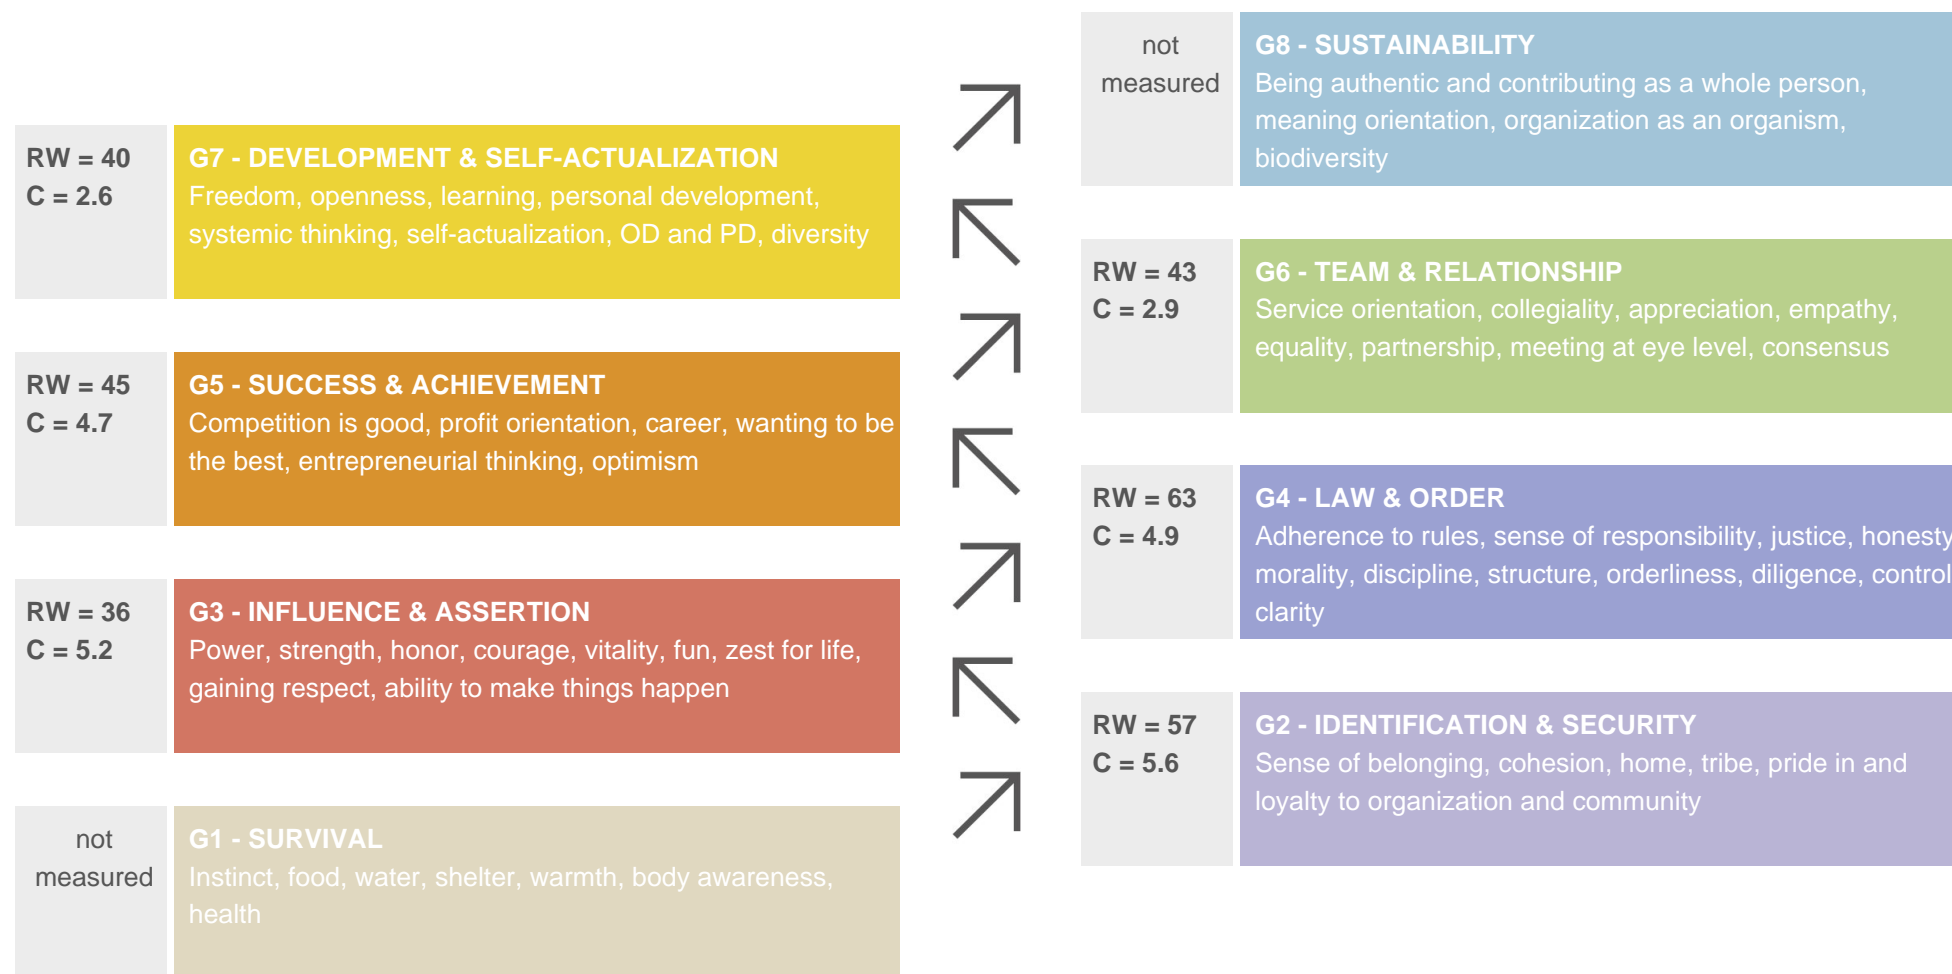 not
measured
G8 - SUSTAINABILITY
Being authentic and contributing as a whole person,
meaning orientation, organization as an organism,
biodiversity
RW = 40
C = 2.6
G7 - DEVELOPMENT & SELF-ACTUALIZATION
Freedom, openness, learning, personal development,
systemic thinking, self-actualization, OD and PD, diversity
RW = 43
C = 2.9
G6 - TEAM & RELATIONSHIP
Service orientation, collegiality, appreciation, empathy,
equality, partnership, meeting at eye level, consensus
RW = 45
C = 4.7
G5 - SUCCESS & ACHIEVEMENT
Competition is good, profit orientation, career, wanting to be
the best, entrepreneurial thinking, optimism
RW = 63
C = 4.9
G4 - LAW & ORDER
Adherence to rules, sense of responsibility, justice, honesty
morality, discipline, structure, orderliness, diligence, control
clarity
RW = 36
C = 5.2
G3 - INFLUENCE & ASSERTION
Power, strength, honor, courage, vitality, fun, zest for life,
gaining respect, ability to make things happen
RW = 57
C = 5.6
G2 - IDENTIFICATION & SECURITY
Sense of belonging, cohesion, home, tribe, pride in and
loyalty to organization and community
not
measured
G1 - SURVIVAL
Instinct, food, water, shelter, warmth, body awareness,
health